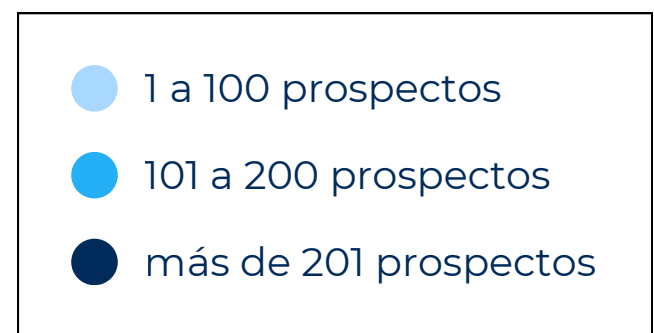 1 a 100 prospectos
101 a 200 prospectos
más de 201 prospectos